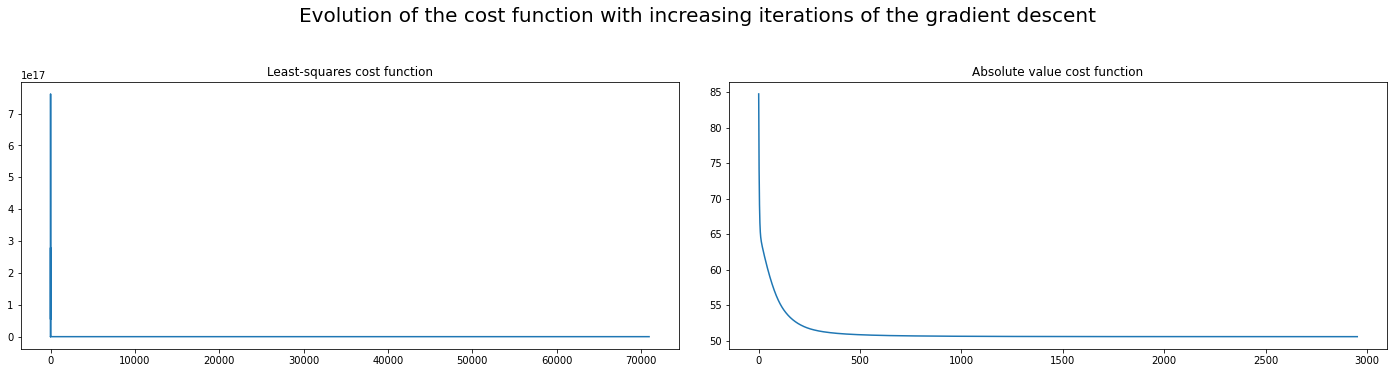 Evolution of the cost function with increasing iterations of the gradient descent
Least-squares cost function
1e17
7
6
5
4
3
2
1
0
0 10000 20000 30000 40000 50000 60000 70000
Absolute value cost function
85
80
75
70
65
60
55
50
0 500 1000 1500 2000 2500 3000